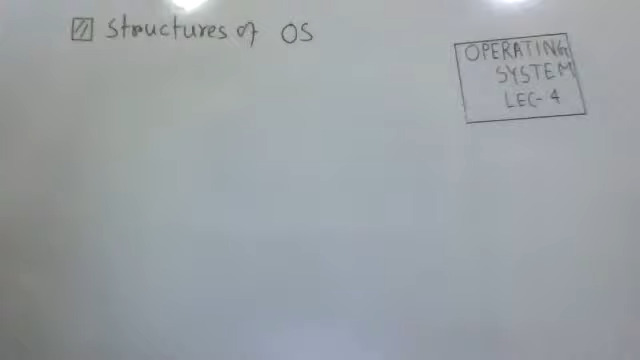 Structures of OS
OPERATING
SYSTEM
LEC-4